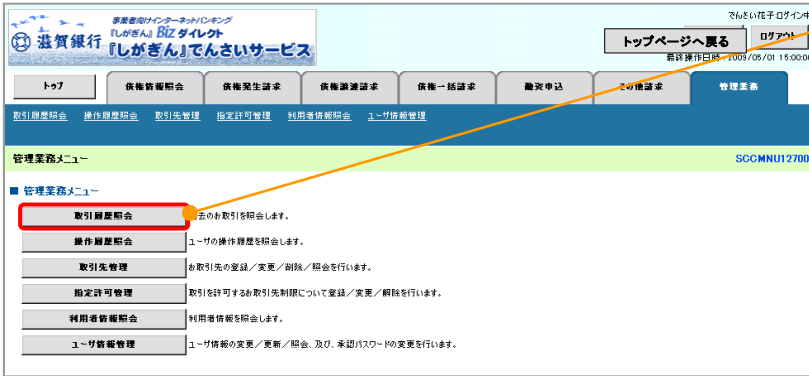 でんさい花子ログイン中
事業者向けインターネットバンキング
『しがぎん』Biz ダイレクト
滋賀銀行
『しがぎん』でんさいサービス
ログアウト
トップページへ戻る
最終操作日時：2009/05/01 15:00:00
トップ 債権情報照会 債権発生請求 債権譲渡請求 債権一括請求 融資申込 その他請求 管理業務
取引履歴照会 操作履歴照会 取引先管理 指定許可管理 利用者情報照会 ユーザ情報管理
管理業務メニュー SCCMNU12700
■ 管理業務メニュー
取引履歴照会 去のお取引を照会します。
操作履歴照会 ユーザの操作履歴を照会します。
取引先管理 お取引先の登録／変更／削除／照会を行います。
指定許可管理 取引を許可するお取引先制限について登録／変更／解除を行います。
利用者情報照会 利用者情報を照会します。
ユーザ情報管理 ユーザ情報の変更／更新／照会、及び、承認パスワードの変更を行います。